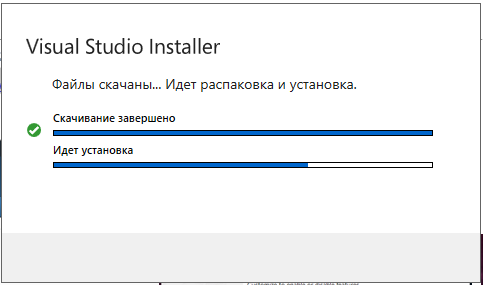 Visual Studio Installer
Файлы скачаны... Идет распаковка и установка.
Скачивание завершено
Идет установка